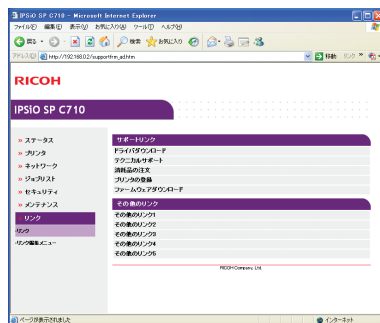 IPSiO SP C710 - Microsoft Internet Explorer
ファイル(F) 編集(E) 表示(V) お気に入り(A) ツール(T) ヘルプ(H)
戻る 検索 お気に入り
アドレス(D) http://192.168.0.2/supportfrm_ad.htm 移動 リンク
RICOH
IPSiO SP C710
» ステータス
» プリンタ
» ネットワーク
» ジョブリスト
» セキュリティ
» メンテナンス
リンク
-リンク
-リンク編集メニュー
サポートリンク
ドライバダウンロード
テクニカルサポート
消耗品の注文
プリンタの登録
ファームウェアダウンロード
その他のリンク
その他のリンク1
その他のリンク2
その他のリンク3
その他のリンク4
その他のリンク5
RICOH Company, Ltd.
ページが表示されました
インターネット